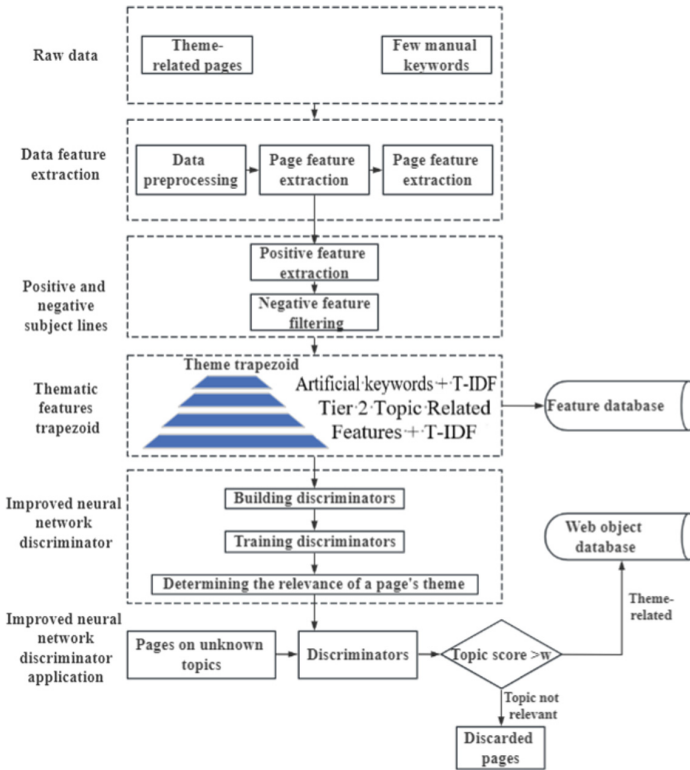 Raw data
Theme-
related pages
Few manual
keywords
Data feature
extraction
Data
preprocessing
Page feature
extraction
Page feature
extraction
Positive and
negative
subject lines
Positive feature
extraction
Negative feature
filtering
Thematic
features
trapezoid
Theme trapezoid
Artificial·keywords·+·T-IDF
Tier·2·Topic·Related
Features·+·T-IDF
Feature database
Improved neural
network
discriminator
Building discriminators
Training discriminators
Determining the relevance of a page's theme
Web object
database
Theme-
related
Improved neural
network
discriminator
application
Pages on unknown
topics
Discriminators
Topic score >w
Topic not
relevant
Discarded
pages